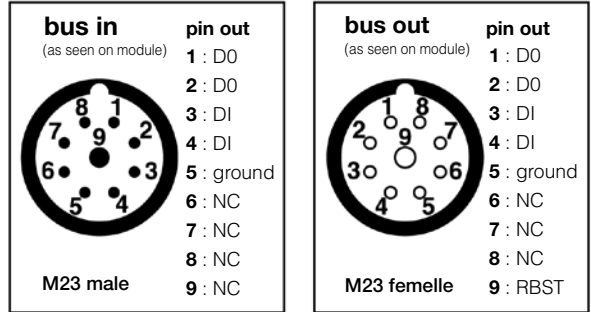 bus in
(as seen on module)
pin out
1 : D0
2 : D0
3 : DI
4 : DI
5 : ground
6 : NC
7 : NC
8 : NC
9 : NC
8 1
7 9 2
6 3
5 4
M23 male
bus out
(as seen on module)
pin out
1 : D0
2 : D0
3 : DI
4 : DI
5 : ground
6 : NC
7 : NC
8 : NC
9 : RBST
1 8
2 9 7
3 6
4 5
M23 femelle